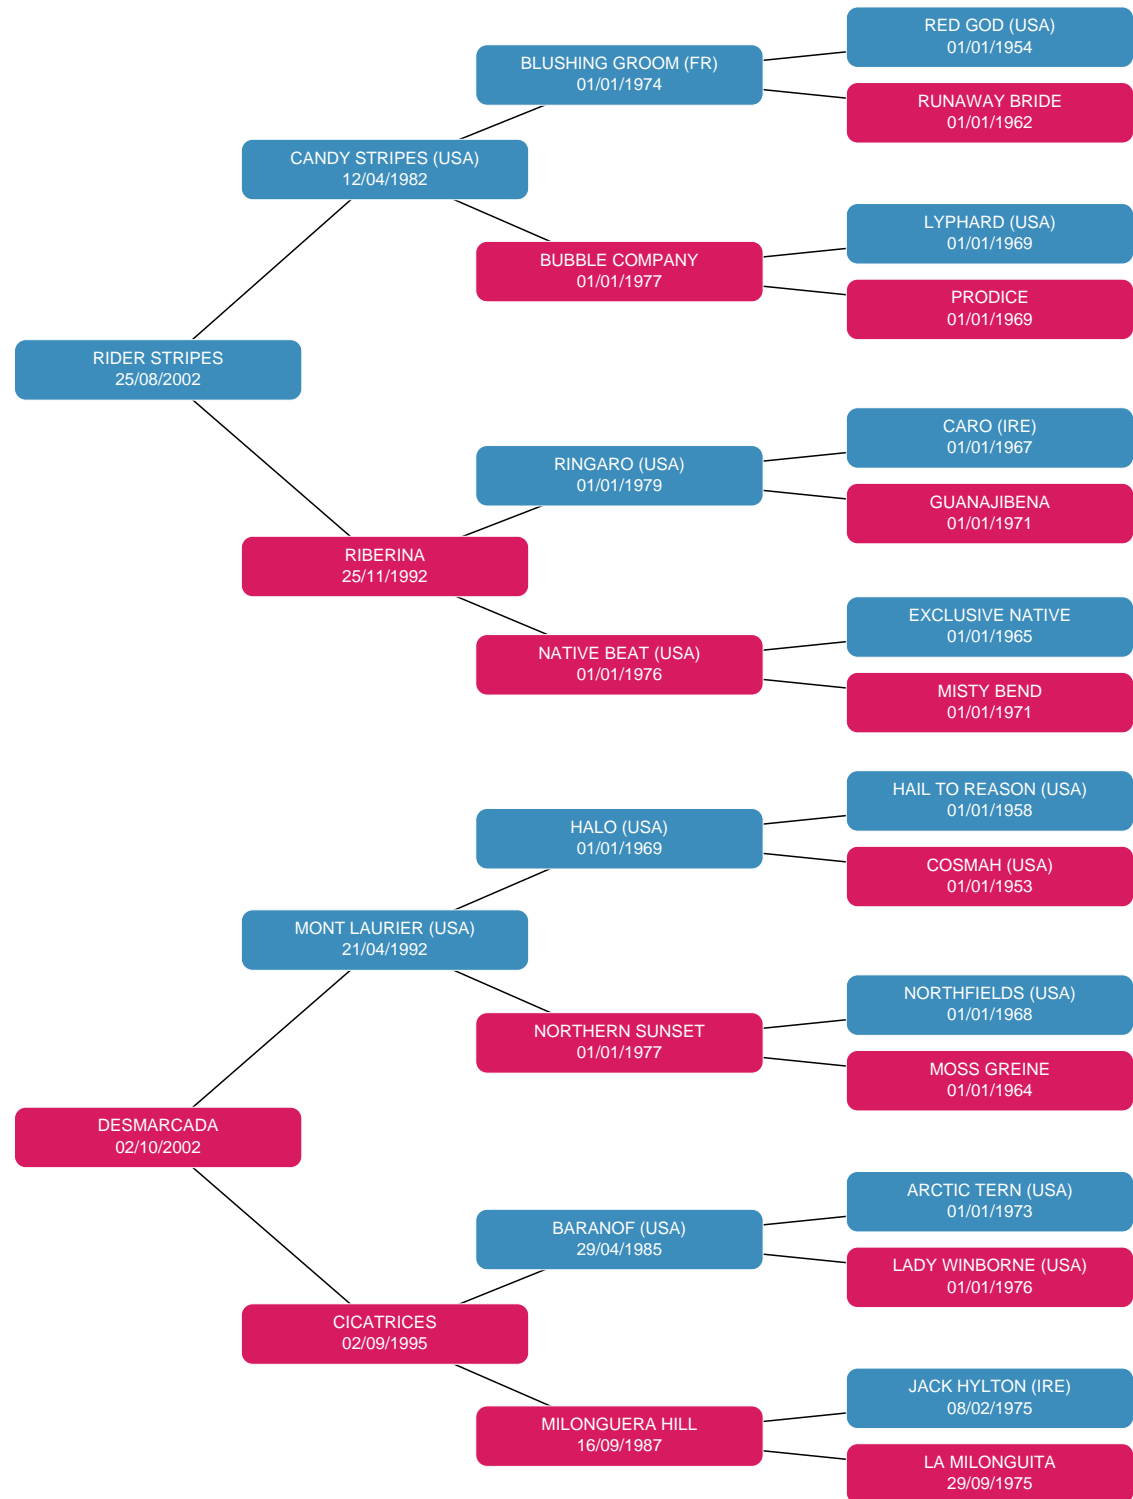 RED GOD (USA)
01/01/1954
BLUSHING GROOM (FR)
01/01/1974
RUNAWAY BRIDE
01/01/1962
CANDY STRIPES (USA)
12/04/1982
LYPHARD (USA)
01/01/1969
BUBBLE COMPANY
01/01/1977
PRODICE
01/01/1969
RIDER STRIPES
25/08/2002
CARO (IRE)
01/01/1967
RINGARO (USA)
01/01/1979
GUANAJIBENA
01/01/1971
RIBERINA
25/11/1992
EXCLUSIVE NATIVE
01/01/1965
NATIVE BEAT (USA)
01/01/1976
MISTY BEND
01/01/1971
HAIL TO REASON (USA)
01/01/1958
HALO (USA)
01/01/1969
COSMAH (USA)
01/01/1953
MONT LAURIER (USA)
21/04/1992
NORTHFIELDS (USA)
01/01/1968
NORTHERN SUNSET
01/01/1977
MOSS GREINE
01/01/1964
DESMARCADA
02/10/2002
ARCTIC TERN (USA)
01/01/1973
BARANOF (USA)
29/04/1985
LADY WINBORNE (USA)
01/01/1976
CICATRICES
02/09/1995
JACK HYLTON (IRE)
08/02/1975
MILONGUERA HILL
16/09/1987
LA MILONGUITA
29/09/1975